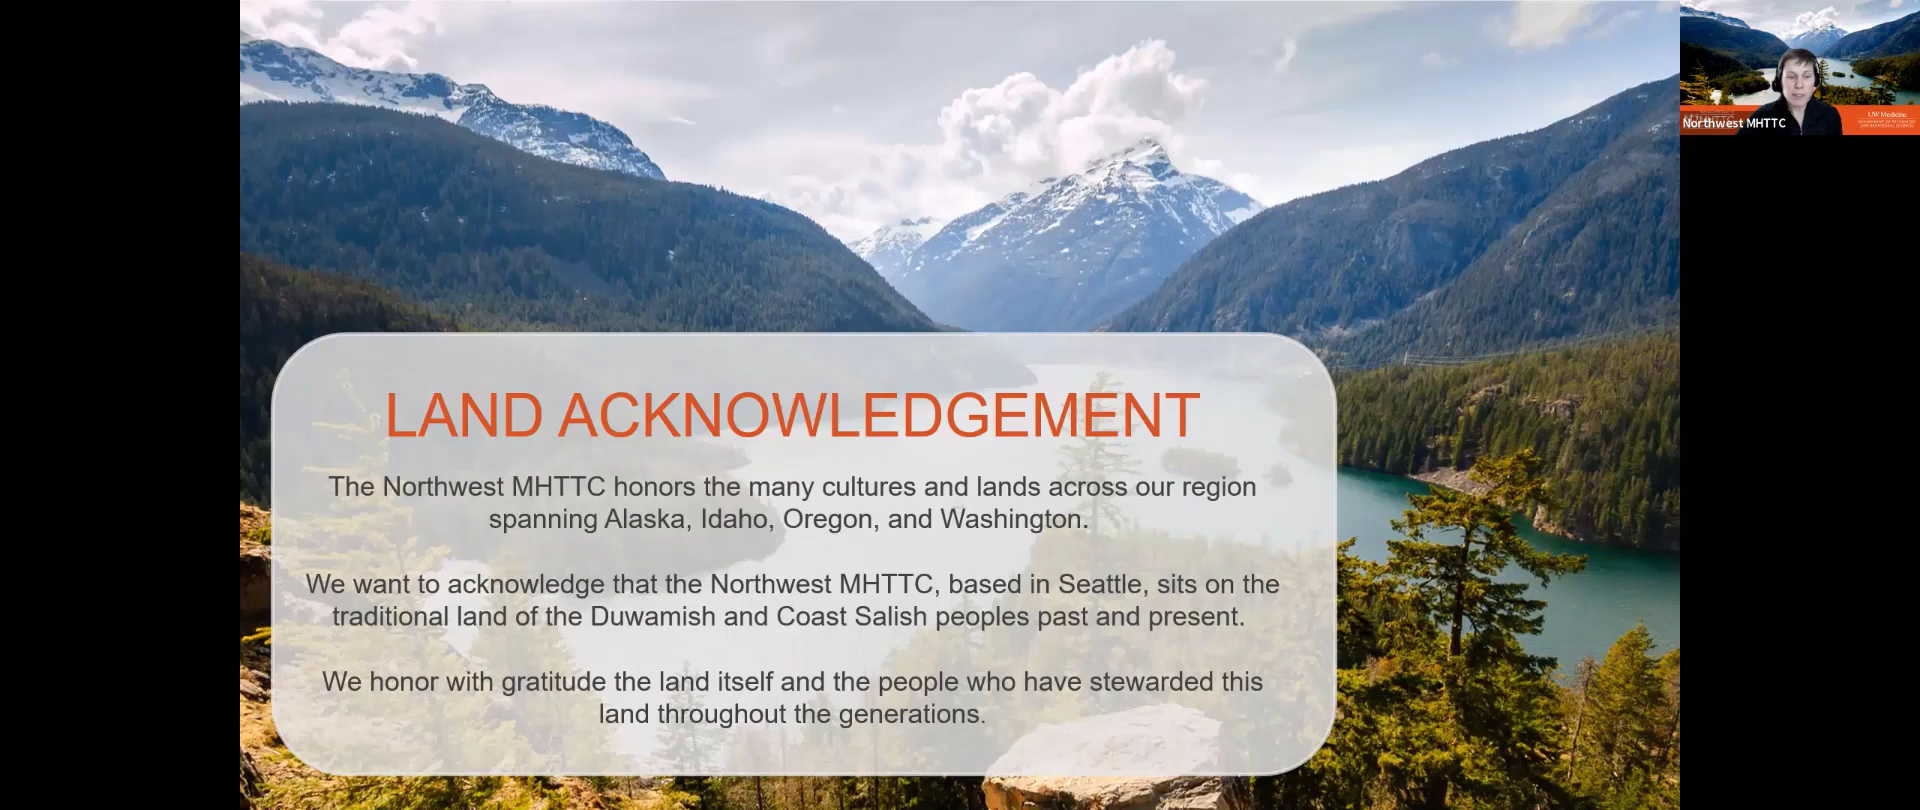 LAND ACKNOWLEDGEMENT
The Northwest MHTTC honors the many cultures and lands across our region
spanning Alaska, Idaho, Oregon, and Washington.
We want to acknowledge that the Northwest MHTTC, based in Seattle, sits on the
traditional land of the Duwamish and Coast Salish peoples past and present.
We honor with gratitude the land itself and the people who have stewarded this
land throughout the generations.
Northwest MHTTC
UW Medicine